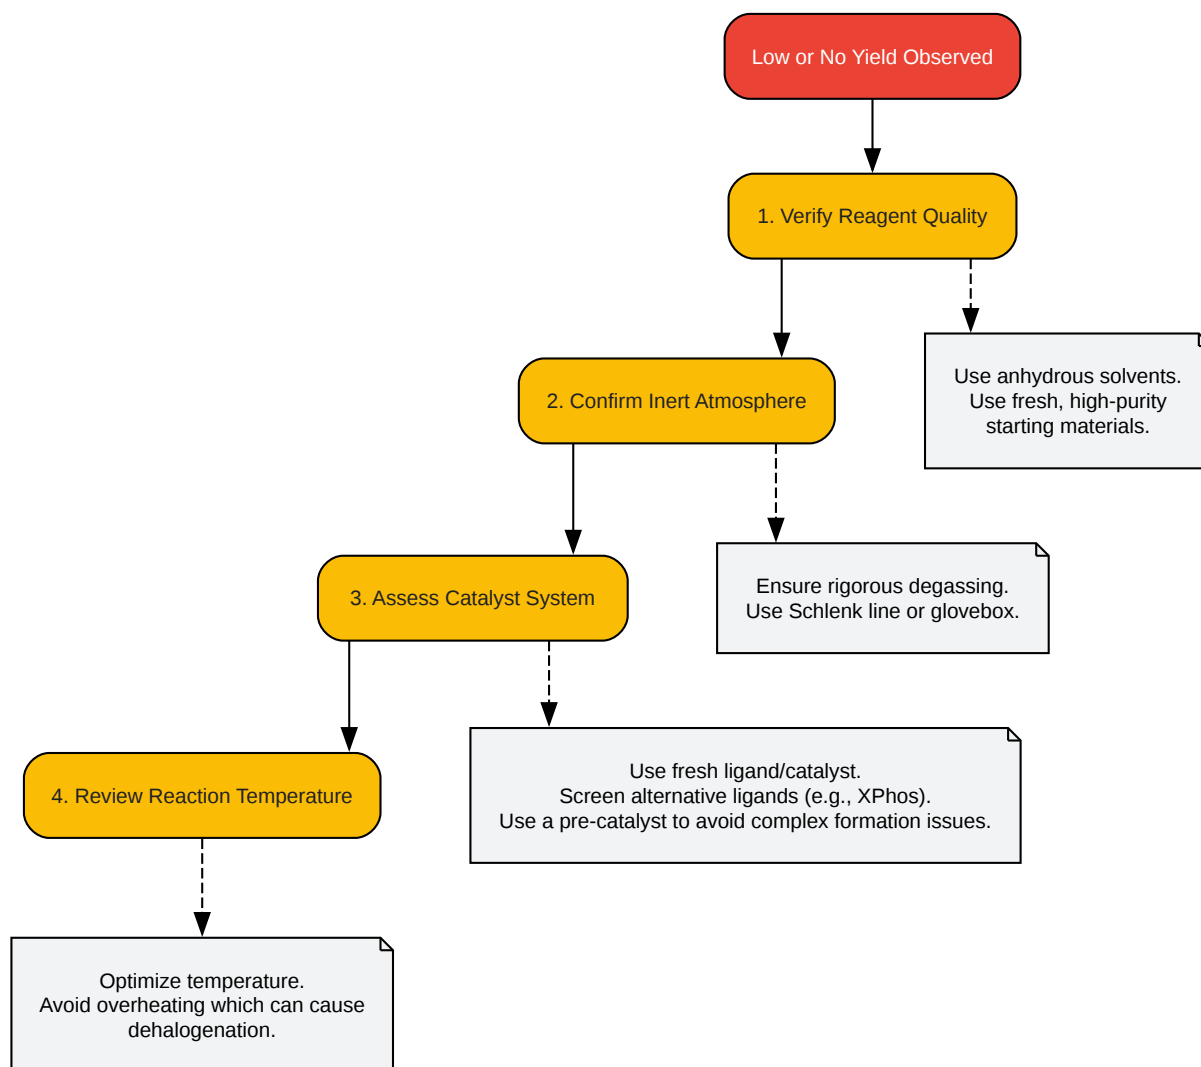 Low or No Yield Observed
1. Verify Reagent Quality
Use anhydrous solvents.
Use fresh, high-purity
starting materials.
2. Confirm Inert Atmosphere
Ensure rigorous degassing.
Use Schlenk line or glovebox.
3. Assess Catalyst System
Use fresh ligand/catalyst.
Screen alternative ligands (e.g., XPhos).
Use a pre-catalyst to avoid complex formation issues.
4. Review Reaction Temperature
Optimize temperature.
Avoid overheating which can cause
dehalogenation.